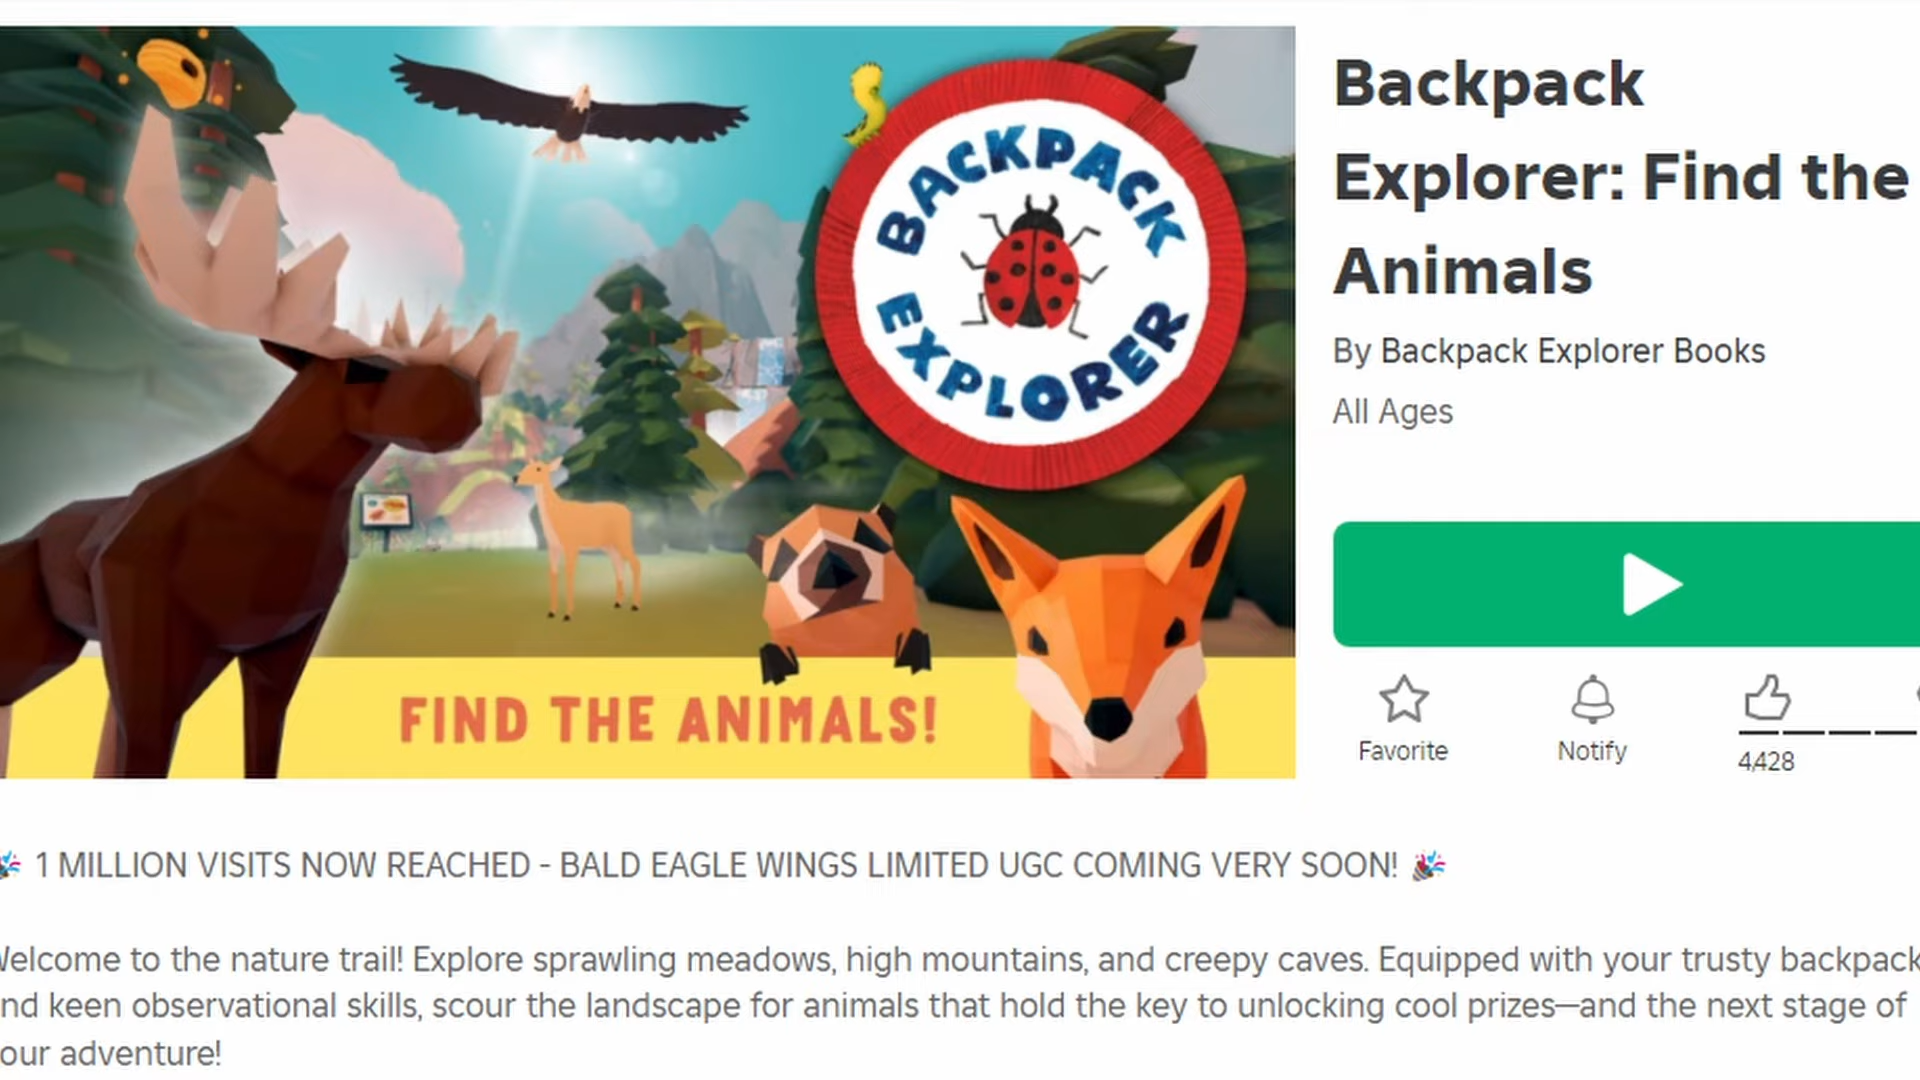 BACKPACK
EXPLORER
FIND THE ANIMALS!
Backpack
Explorer: Find the
Animals
By Backpack Explorer Books
All Ages
Favorite
Notify
4,428
🎉 1 MILLION VISITS NOW REACHED - BALD EAGLE WINGS LIMITED UGC COMING VERY SOON! 🎉
Welcome to the nature trail! Explore sprawling meadows, high mountains, and creepy caves. Equipped with your trusty backpack
nd keen observational skills, scour the landscape for animals that hold the key to unlocking cool prizes—and the next stage of
our adventure!